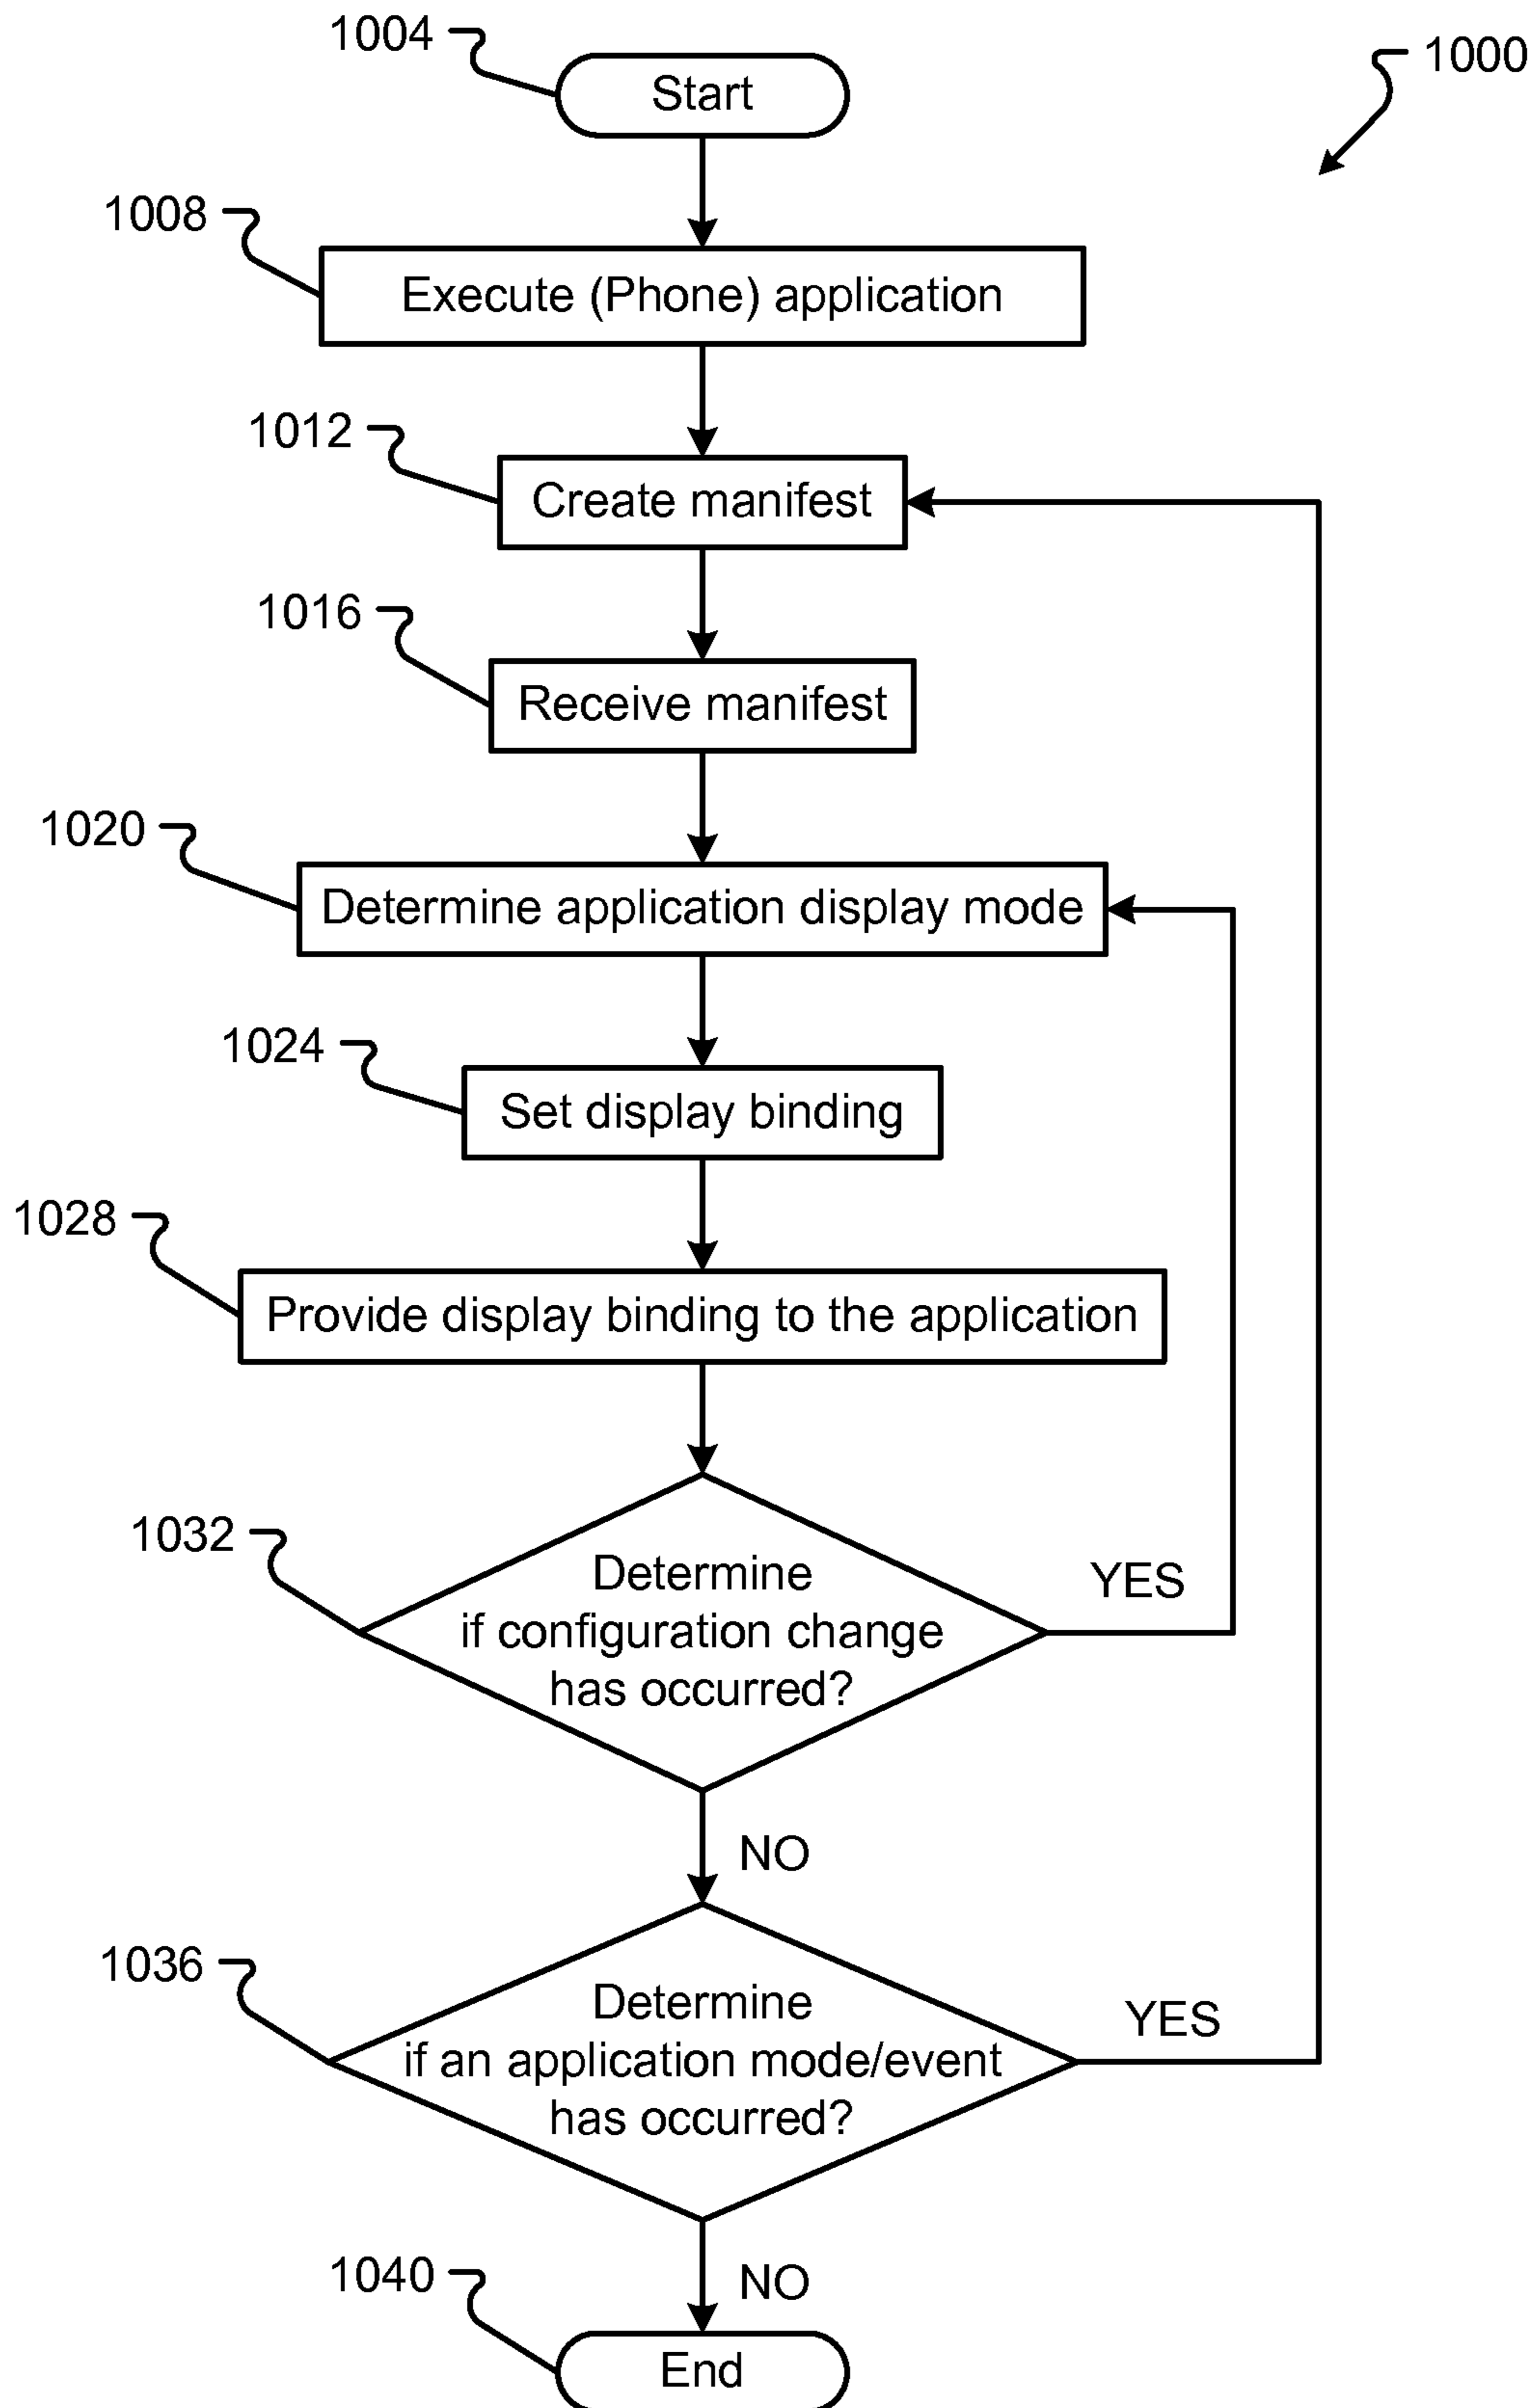 1004
Start
1000
1008
Execute (Phone) application
1012
Create manifest
1016
Receive manifest
1020
Determine application display mode
1024
Set display binding
1028
Provide display binding to the application
1032
Determine
if configuration change
has occurred?
YES
NO
1036
Determine
if an application mode/event
has occurred?
YES
NO
1040
End